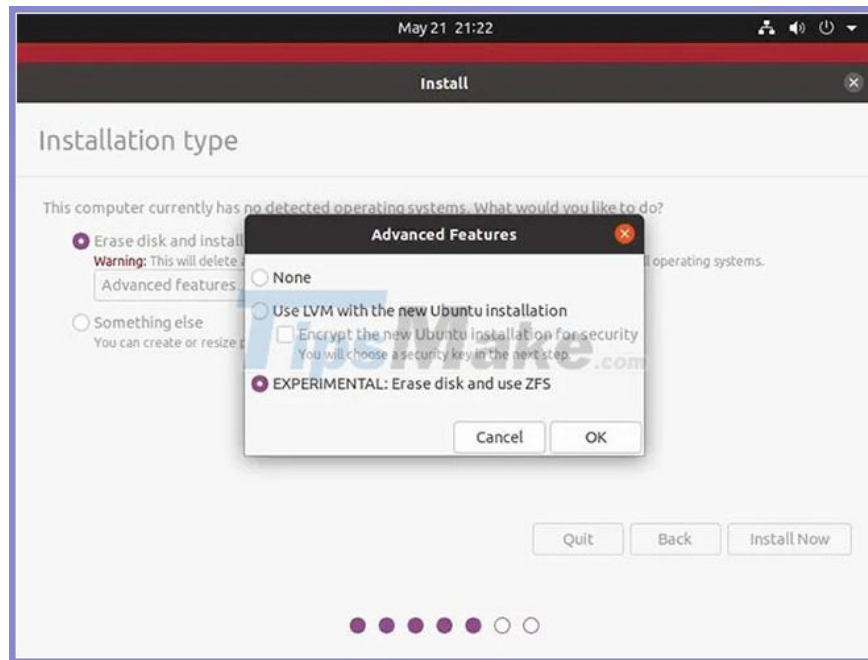 May 21 21:22
Install
Installation type
This computer currently has no detected operating systems. What would you like to do?
Erase disk and install
Warning: This will delete
l operating systems.
Advanced features.
Something else
You can create or resize
Advanced Features
None
Use LVM with the new Ubuntu installation
Encrypt the new Ubuntu installation for security
You will choose a security key in the next step.
EXPERIMENTAL: Erase disk and use ZFS
Cancel OK
TipsMake.com
Quit Back Install Now